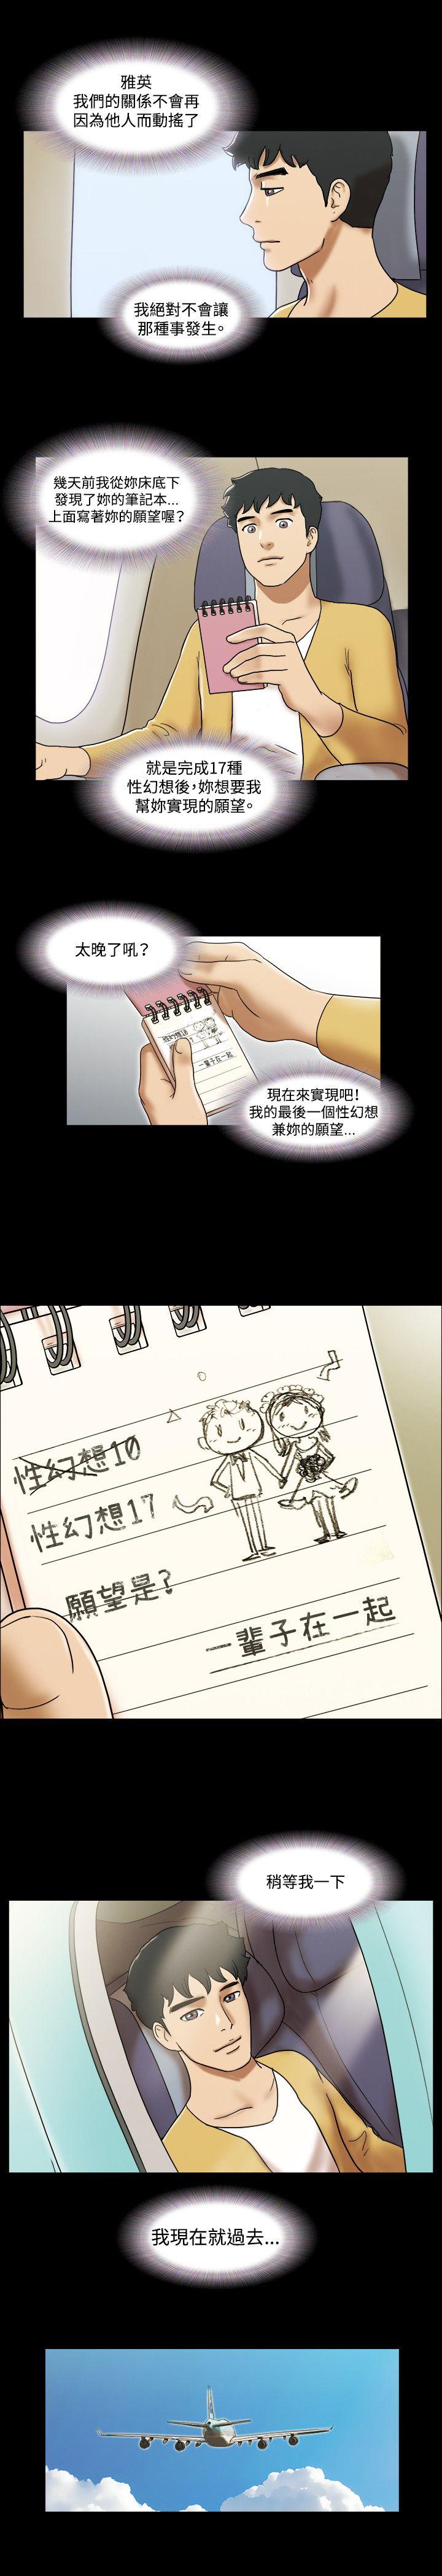 雅英
我們的關係不會再
因為他人而動搖了
我絕對不會讓
那種事發生。
幾天前我從妳床底下
發現了妳的筆記本...
上面寫著妳的願望喔？
就是完成17種
性幻想後，妳想要我
幫妳實現的願望。
太晚了吼？
一輩子在一起
現在來實現吧！
我的最後一個性幻想
兼妳的願望...
性幻想10
性幻想17
願望是？
一輩子在一起
稍等我一下
我現在就過去...